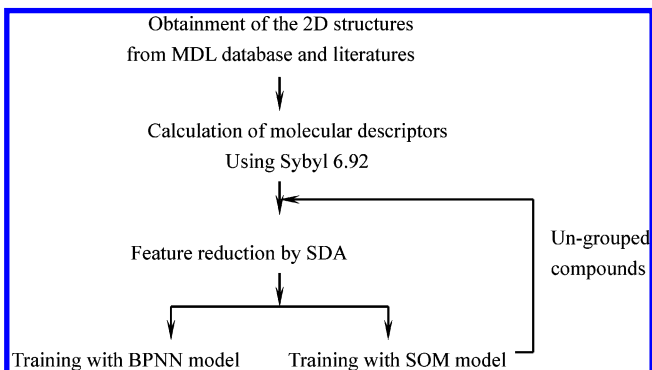 Obtainment of the 2D structures
from MDL database and literatures
Calculation of molecular descriptors
Using Sybyl 6.92
Un-grouped
compounds
Feature reduction by SDA
Training with BPNN model
Training with SOM model